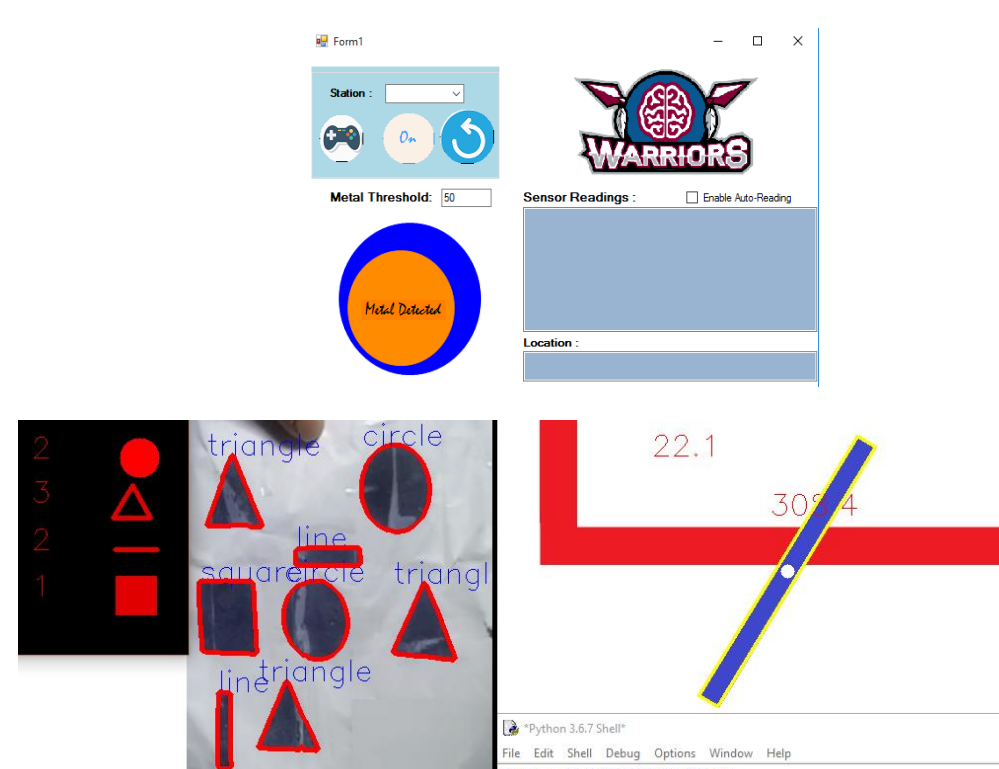 Form1
Station :
On
WARRIORS
Metal Threshold: 50
Sensor Readings :
Enable Auto-Reading
Metal Detected
Location :
2
3
2
1
triangle
circle
line
square
circle
triangl
line
triangle
22.1
*Python 3.6.7 Shell*
File Edit Shell Debug Options Window Help